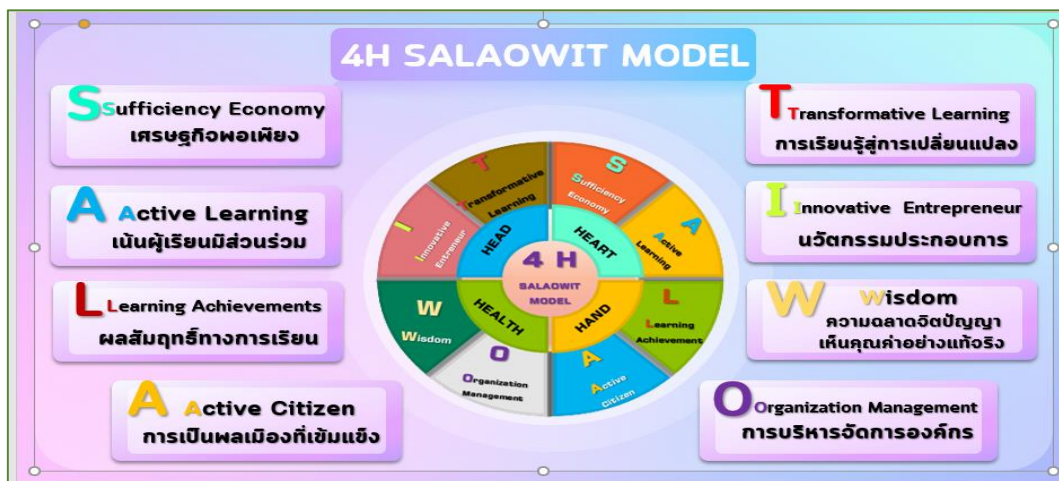 4H SALAOWIT MODEL
S Sufficiency Economy
เศรษฐกิจพอเพียง
A Active Learning
เน้นผู้เรียนมีส่วนร่วม
L Learning Achievements
ผลสัมฤทธิ์ทางการเรียน
A Active Citizen
การเป็นพลเมืองที่เข้มแข็ง
T Transformative Learning
การเรียนรู้สู่การเปลี่ยนแปลง
I Innovative Entrepreneur
นวัตกรรมประกอบการ
W Wisdom
ความฉลาดจิตปัญญา
เห็นคุณค่าอย่างแท้จริง
O Organization Management
การบริหารจัดการองค์กร
T
Transformative
Learning
S
Sufficiency
Economy
A
Active
Learning
L
Learning
Achievement
A
Active
Citizen
O
Organization
Management
W
Wisdom
I
Innovative
Entreneur
HEAD
HEART
HAND
HEALTH
4 H
SALAOWIT
MODEL